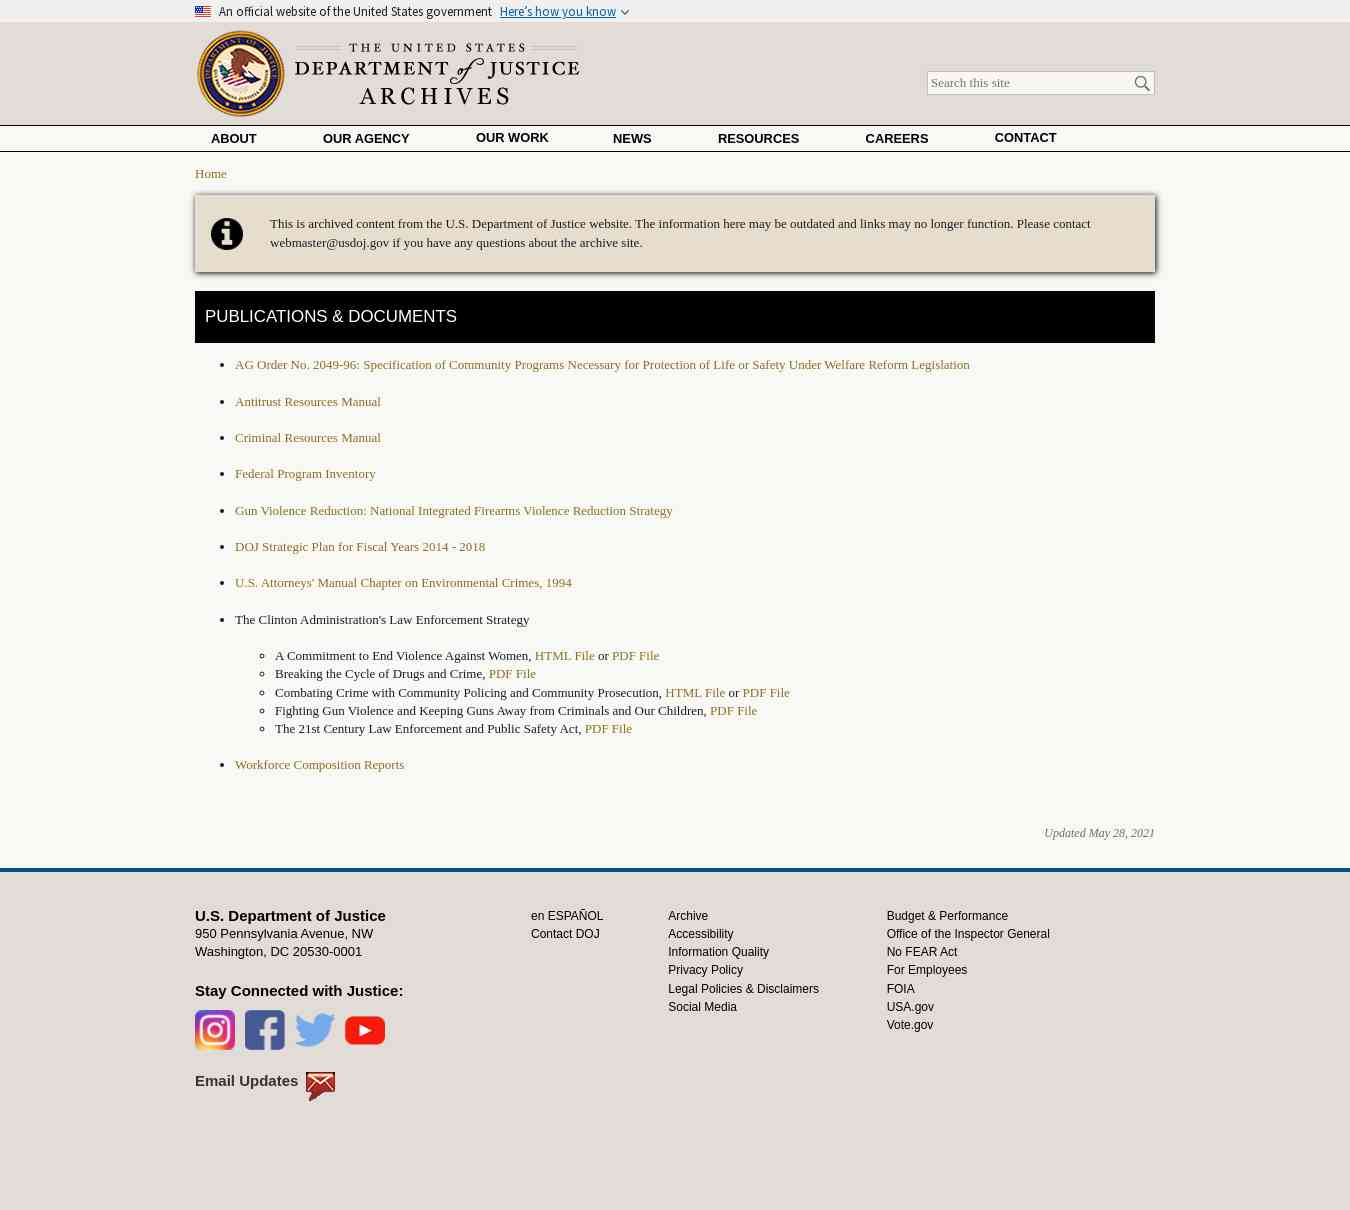 An official website of the United States government Here's how you know
THE UNITED STATES
DEPARTMENT of JUSTICE
ARCHIVES
Search this site
ABOUT OUR AGENCY OUR WORK NEWS RESOURCES CAREERS CONTACT
Home
This is archived content from the U.S. Department of Justice website. The information here may be outdated and links may no longer function. Please contact
webmaster@usdoj.gov if you have any questions about the archive site.
PUBLICATIONS & DOCUMENTS
AG Order No. 2049-96: Specification of Community Programs Necessary for Protection of Life or Safety Under Welfare Reform Legislation
Antitrust Resources Manual
Criminal Resources Manual
Federal Program Inventory
Gun Violence Reduction: National Integrated Firearms Violence Reduction Strategy
DOJ Strategic Plan for Fiscal Years 2014 - 2018
U.S. Attorneys' Manual Chapter on Environmental Crimes, 1994
The Clinton Administration's Law Enforcement Strategy
A Commitment to End Violence Against Women, HTML File or PDF File
Breaking the Cycle of Drugs and Crime, PDF File
Combating Crime with Community Policing and Community Prosecution, HTML File or PDF File
Fighting Gun Violence and Keeping Guns Away from Criminals and Our Children, PDF File
The 21st Century Law Enforcement and Public Safety Act, PDF File
Workforce Composition Reports
Updated May 28, 2021
U.S. Department of Justice
950 Pennsylvania Avenue, NW
Washington, DC 20530-0001
Stay Connected with Justice:
Email Updates
en ESPAÑOL
Contact DOJ
Archive
Accessibility
Information Quality
Privacy Policy
Legal Policies & Disclaimers
Social Media
Budget & Performance
Office of the Inspector General
No FEAR Act
For Employees
FOIA
USA.gov
Vote.gov